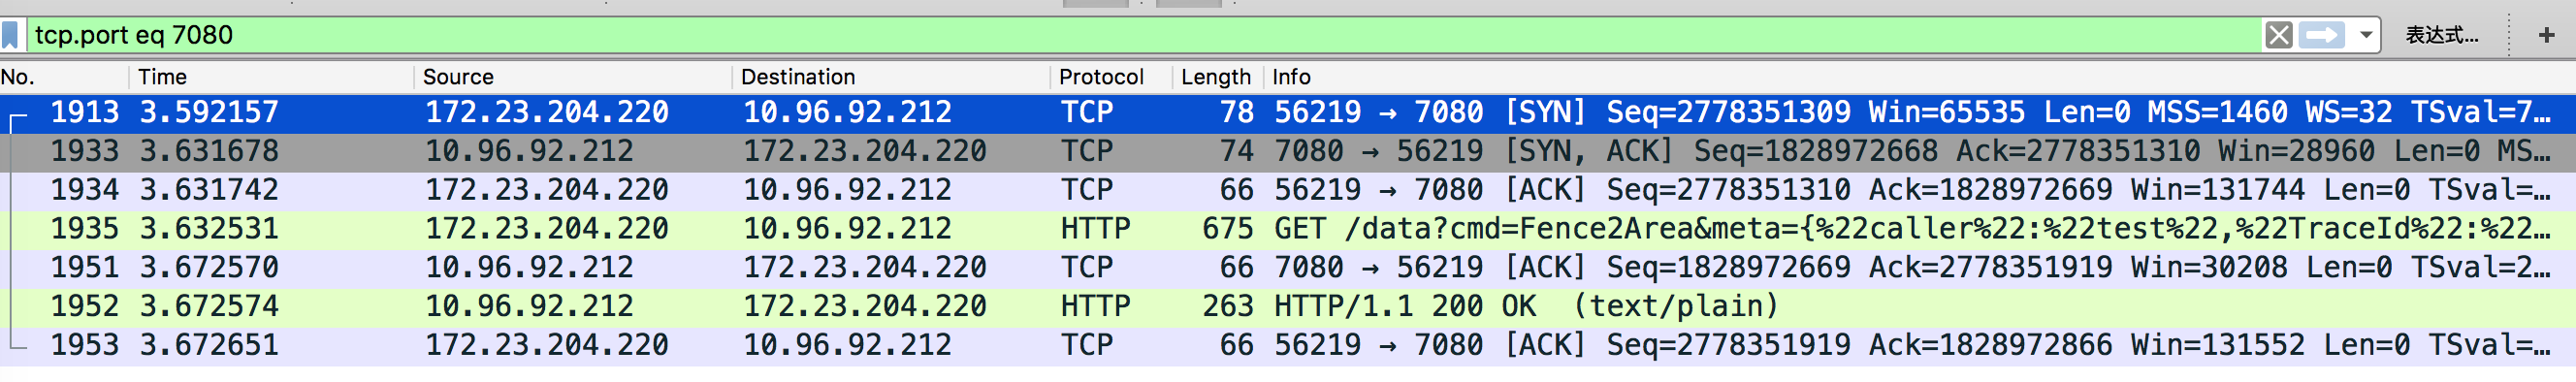 tcp.port eq 7080 表达式... +
No. Time Source Destination Protocol Length Info
1913 3.592157 172.23.204.220 10.96.92.212 TCP 78 56219 → 7080 [SYN] Seq=2778351309 Win=65535 Len=0 MSS=1460 WS=32 TSval=7...
1933 3.631678 10.96.92.212 172.23.204.220 TCP 74 7080 → 56219 [SYN, ACK] Seq=1828972668 Ack=2778351310 Win=28960 Len=0 MS...
1934 3.631742 172.23.204.220 10.96.92.212 TCP 66 56219 → 7080 [ACK] Seq=2778351310 Ack=1828972669 Win=131744 Len=0 TSval=...
1935 3.632531 172.23.204.220 10.96.92.212 HTTP 675 GET /data?cmd=Fence2Area&meta={%22caller%22:%22test%22,%22TraceId%22:%22...
1951 3.672570 10.96.92.212 172.23.204.220 TCP 66 7080 → 56219 [ACK] Seq=1828972669 Ack=2778351919 Win=30208 Len=0 TSval=2...
1952 3.672574 10.96.92.212 172.23.204.220 HTTP 263 HTTP/1.1 200 OK (text/plain)
1953 3.672651 172.23.204.220 10.96.92.212 TCP 66 56219 → 7080 [ACK] Seq=2778351919 Ack=1828972866 Win=131552 Len=0 TSval=...